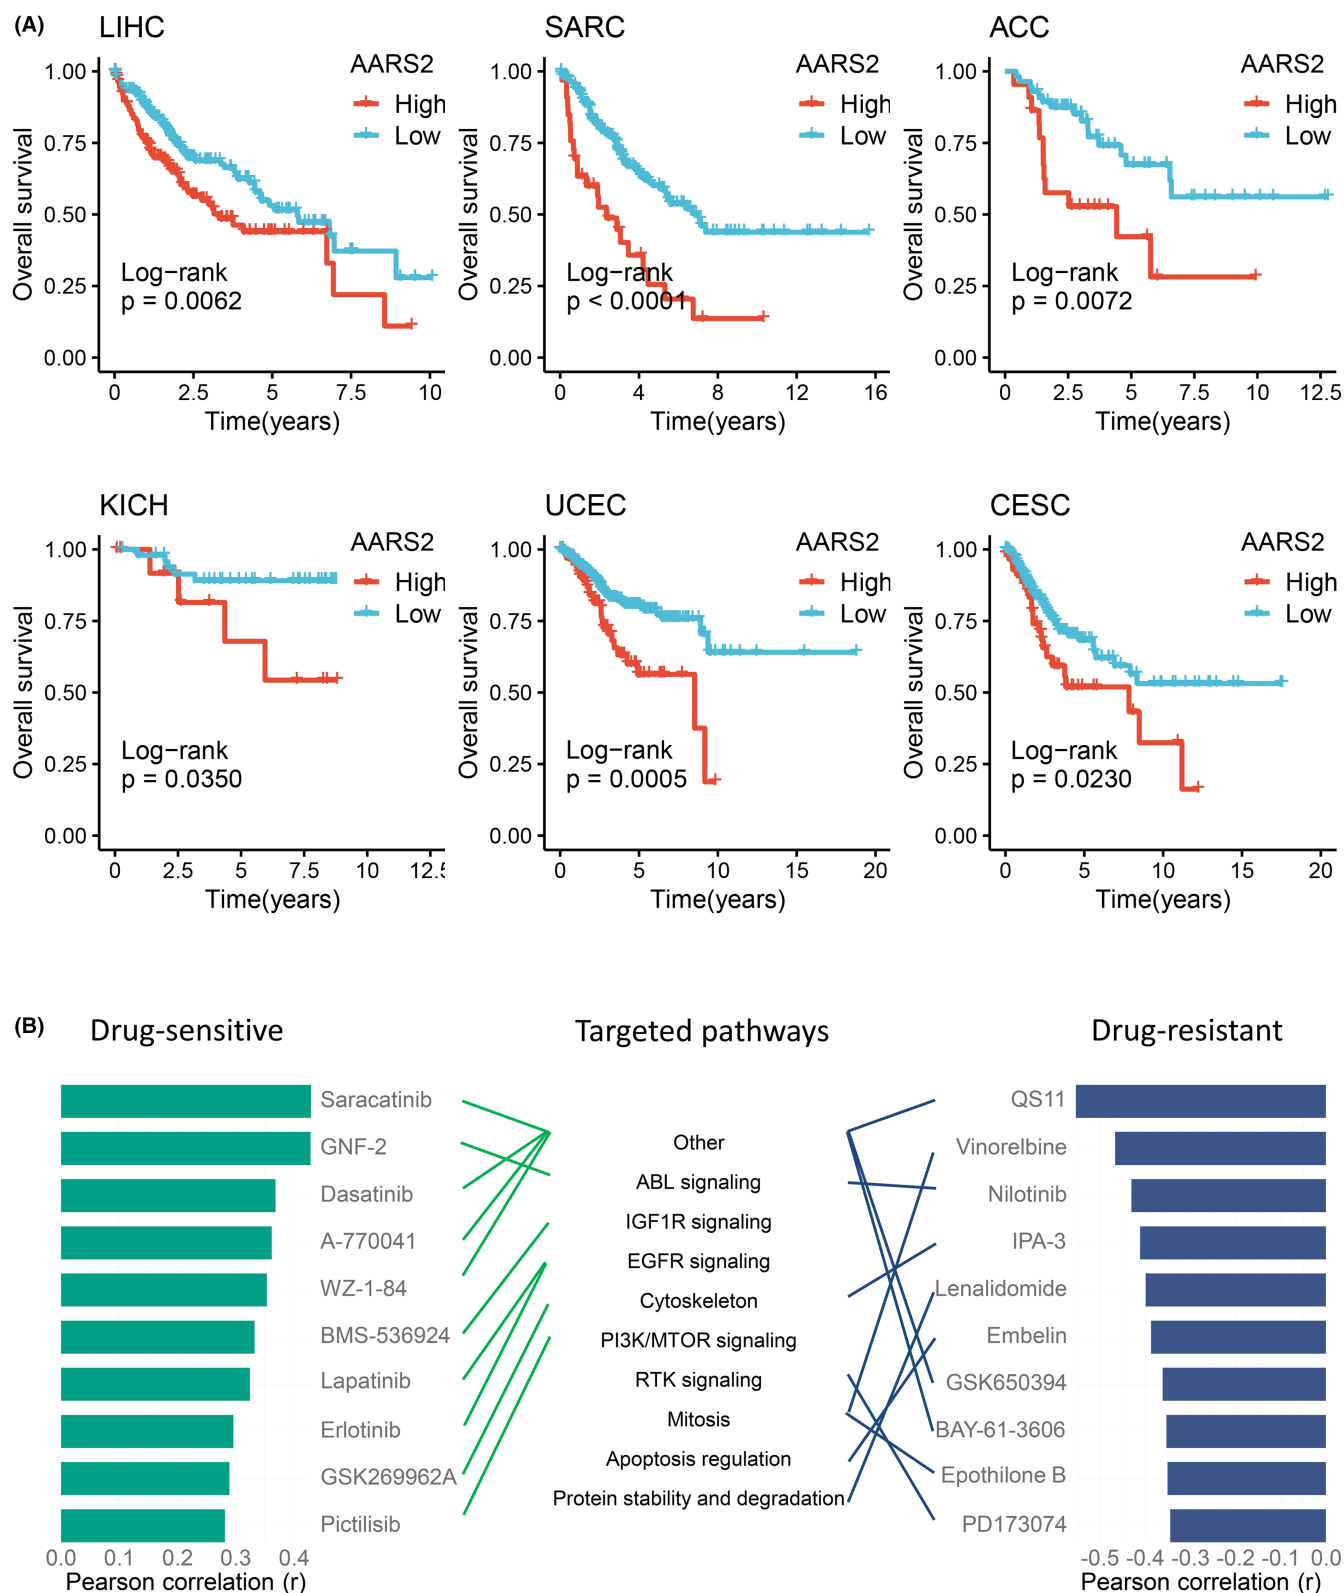 (A)
LIHC
AARS2
High
Low
1.00
0.75
0.50
0.25
0.00
Overall survival
Log−rank
p = 0.0062
0 2.5 5 7.5 10
Time(years)
SARC
AARS2
High
Low
1.00
0.75
0.50
0.25
0.00
Overall survival
Log−rank
p < 0.0001
0 4 8 12 16
Time(years)
ACC
AARS2
High
Low
1.00
0.75
0.50
0.25
0.00
Overall survival
Log−rank
p = 0.0072
0 2.5 5 7.5 10 12.5
Time(years)
KICH
AARS2
High
Low
1.00
0.75
0.50
0.25
0.00
Overall survival
Log−rank
p = 0.0350
0 2.5 5 7.5 10 12.5
Time(years)
UCEC
AARS2
High
Low
1.00
0.75
0.50
0.25
0.00
Overall survival
Log−rank
p = 0.0005
0 5 10 15 20
Time(years)
CESC
AARS2
High
Low
1.00
0.75
0.50
0.25
0.00
Overall survival
Log−rank
p = 0.0230
0 5 10 15 20
Time(years)
(B)
Drug-sensitive
Saracatinib
GNF-2
Dasatinib
A-770041
WZ-1-84
BMS-536924
Lapatinib
Erlotinib
GSK269962A
Pictilisib
0.0 0.1 0.2 0.3 0.4
Pearson correlation (r)
Targeted pathways
Other
ABL signaling
IGF1R signaling
EGFR signaling
Cytoskeleton
PI3K/MTOR signaling
RTK signaling
Mitosis
Apoptosis regulation
Protein stability and degradation
Drug-resistant
QS11
Vinorelbine
Nilotinib
IPA-3
Lenalidomide
Embelin
GSK650394
BAY-61-3606
Epothilone B
PD173074
-0.5 -0.4 -0.3 -0.2 -0.1 0.0
Pearson correlation (r)